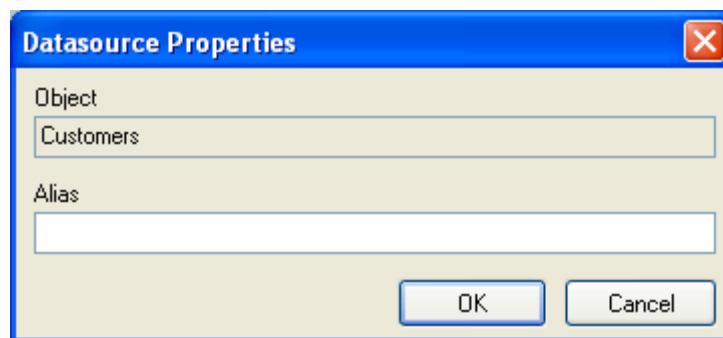 Datasource Properties
Object
Customers
Alias
OK Cancel